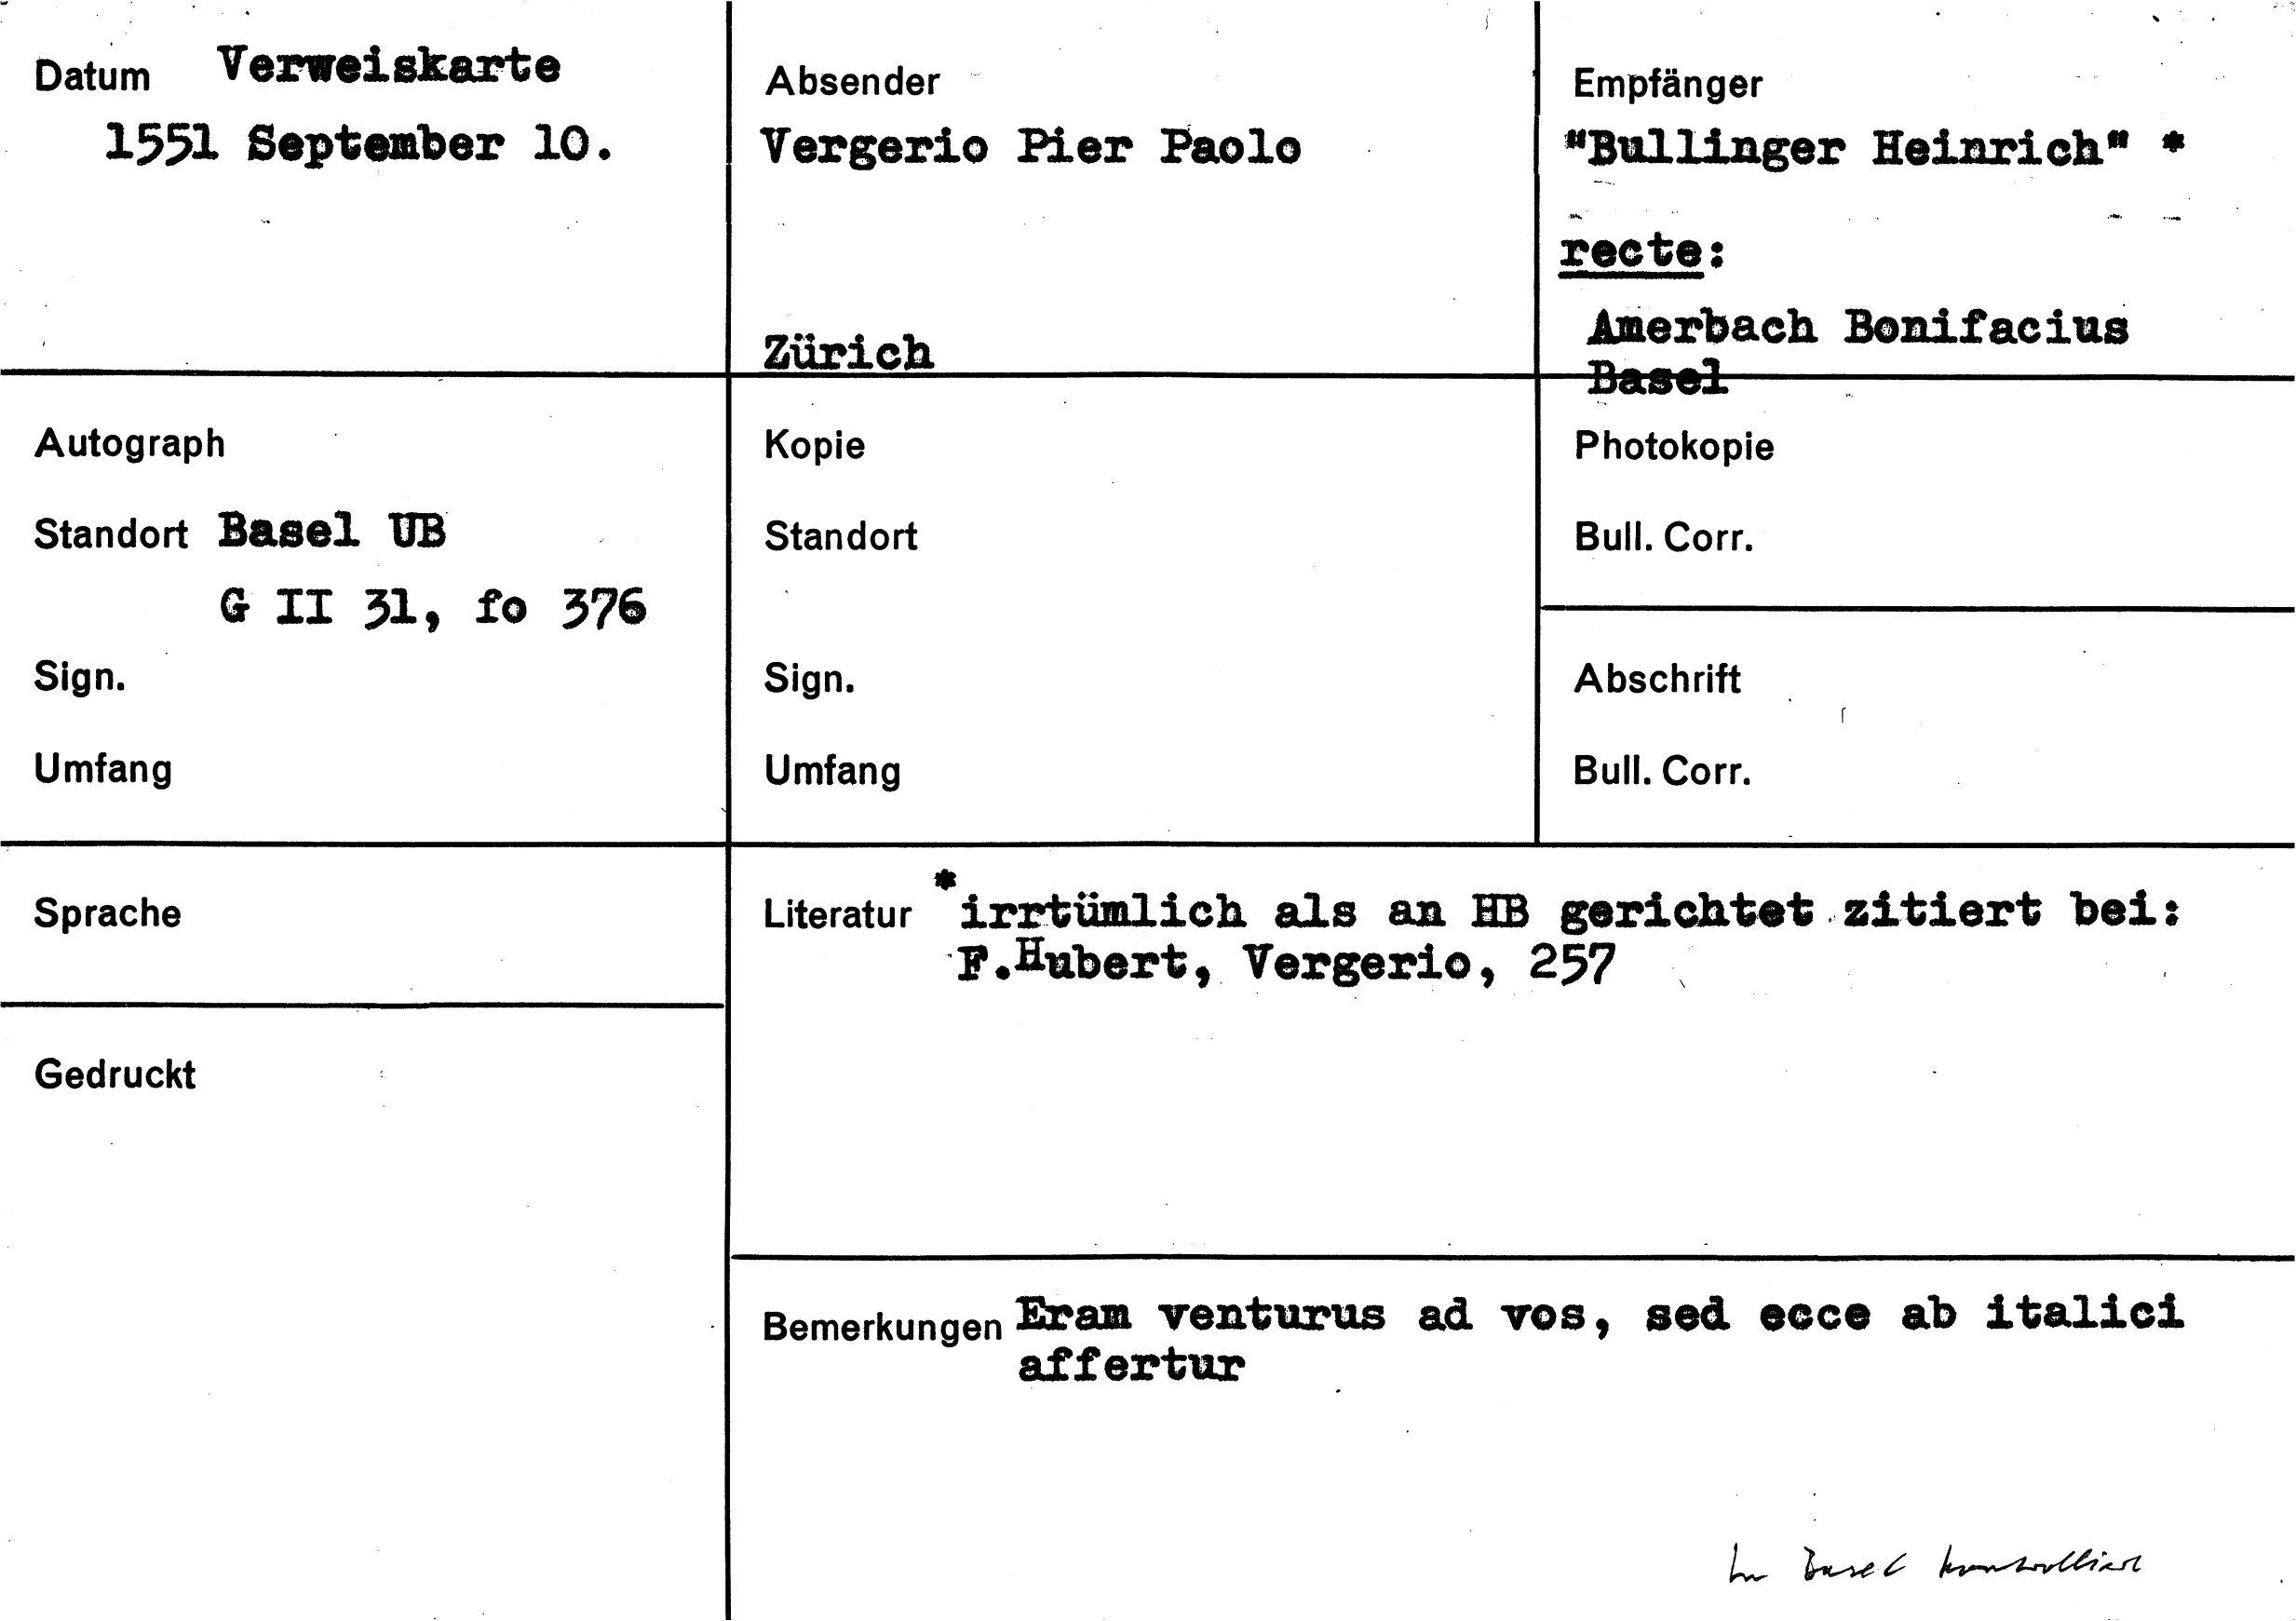 Datum Verweiskarte
1551 September 10.
Absender
Vergerio Pier Paolo
Zürich
Empfänger
"Bullinger Heinrich" *
recte:
Amerbach Bonifacius
Basel
Autograph
Standort Basel UB
G II 31, fo 376
Sign.
Umfang
Kopie
Standort
Sign.
Umfang
Photokopie
Bull. Corr.
Abschrift
Bull. Corr.
Sprache
Gedruckt
Literatur *irrtümlich als an HB gerichtet zitiert bei:
F.Hubert, Vergerio, 257
Bemerkungen Eram venturus ad vos, sed ecce ab italici
affertur
In Basel kontrolliert